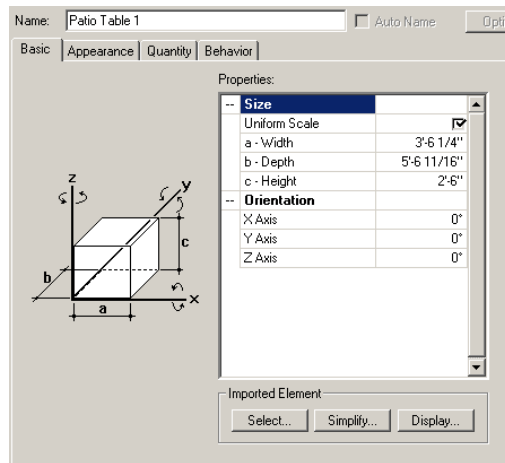 Name: Patio Table 1 Auto Name Opti
Basic Appearance Quantity Behavior
Properties:
-- Size
Uniform Scale
a - Width 3'-6 1/4"
b - Depth 5'-6 11/16"
c - Height 2'-6"
-- Orientation
X Axis 0°
Y Axis 0°
Z Axis 0°
z
y
c
b
x
a
Imported Element
Select... Simplify... Display...